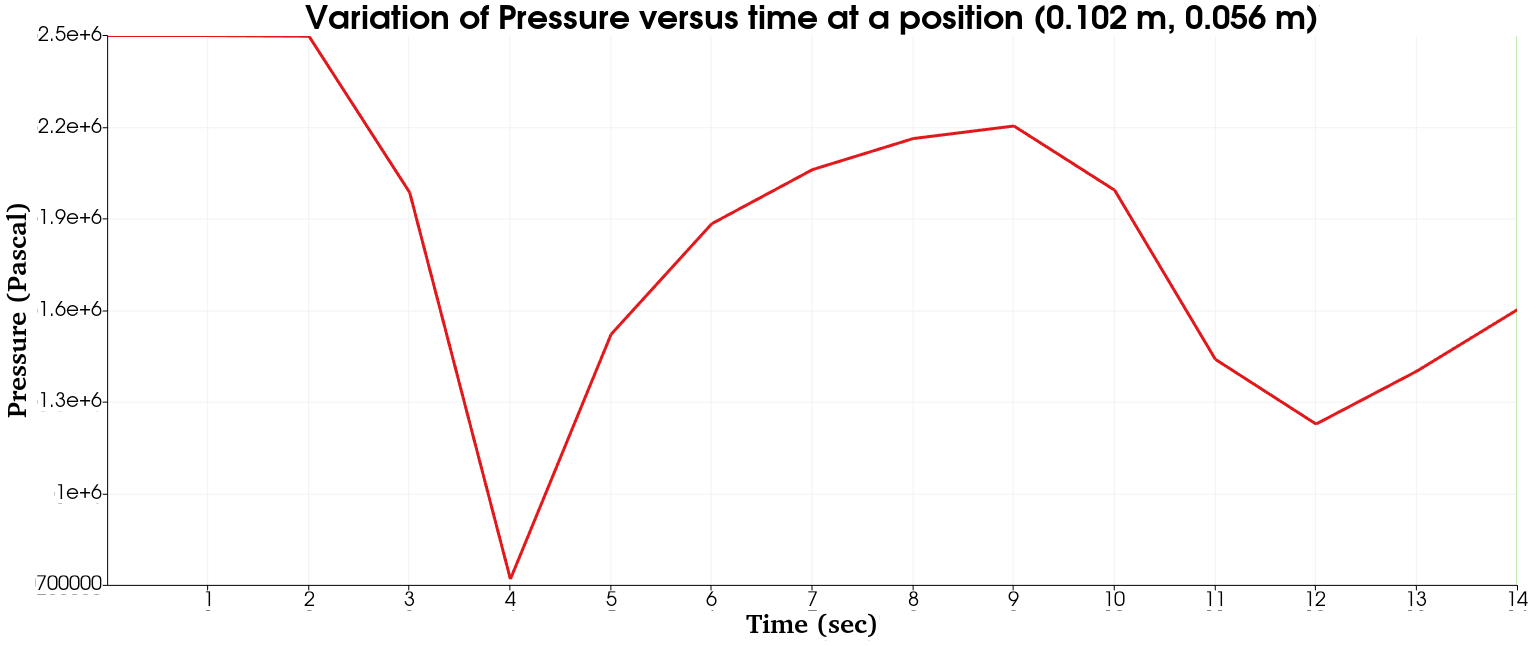 Variation of Pressure versus time at a position (0.102 m, 0.056 m)
2.5e+6
2.2e+6
1.9e+6
1.6e+6
1.3e+6
1e+6
700000
Pressure (Pascal)
1 2 3 4 5 6 7 8 9 10 11 12 13 14
Time (sec)